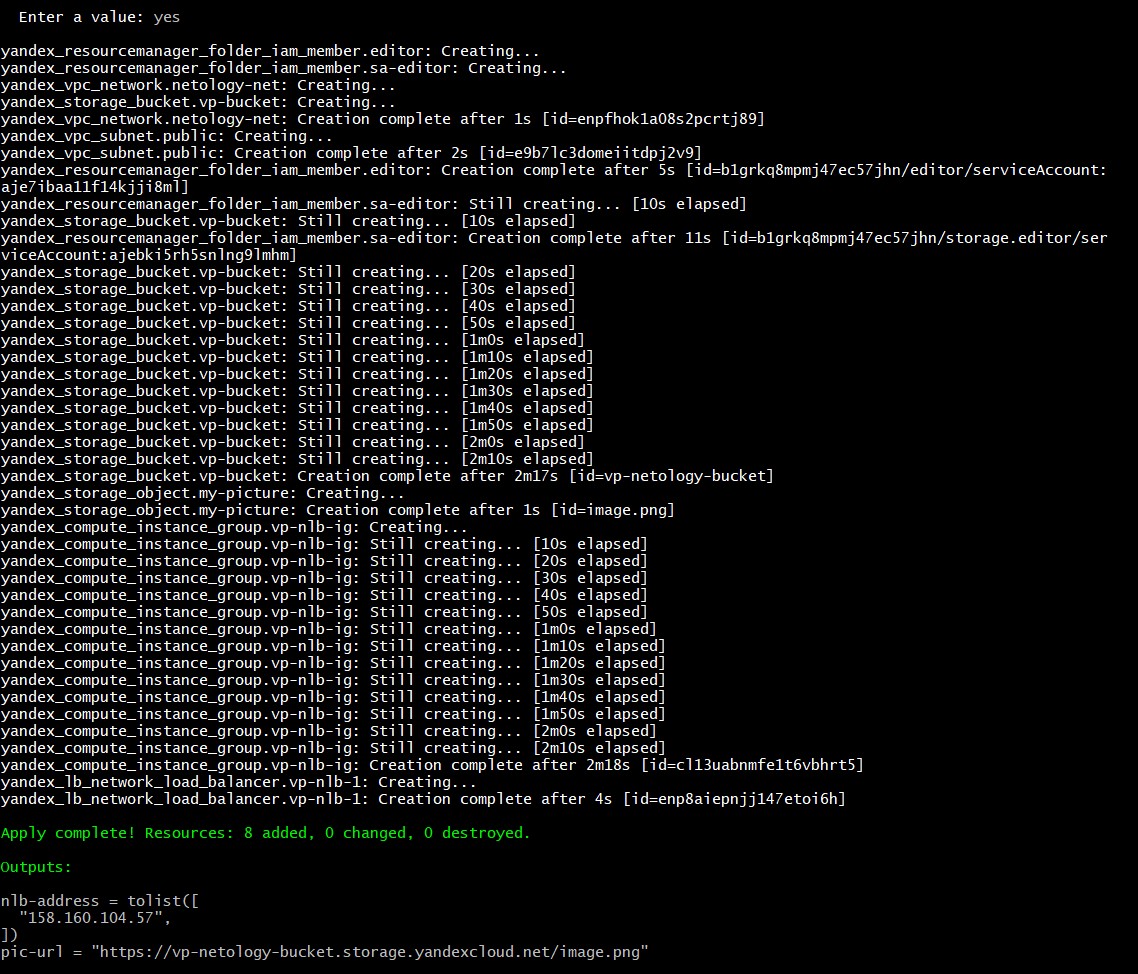 Enter a value: yes
yandex_resourcemanager_folder_iam_member.editor: Creating...
yandex_resourcemanager_folder_iam_member.sa-editor: Creating...
yandex_vpc_network.netology-net: Creating...
yandex_storage_bucket.vp-bucket: Creating...
yandex_vpc_network.netology-net: Creation complete after 1s [id=enpfhok1a08s2pcrtj89]
yandex_vpc_subnet.public: Creating...
yandex_vpc_subnet.public: Creation complete after 2s [id=e9b7lc3domeiitdpj2v9]
yandex_resourcemanager_folder_iam_member.editor: Creation complete after 5s [id=b1grkq8mpmj47ec57jhn/editor/serviceAccount:
aje7ibaa11f14kjji8ml]
yandex_resourcemanager_folder_iam_member.sa-editor: Still creating... [10s elapsed]
yandex_storage_bucket.vp-bucket: Still creating... [10s elapsed]
yandex_resourcemanager_folder_iam_member.sa-editor: Creation complete after 11s [id=b1grkq8mpmj47ec57jhn/storage.editor/ser
viceAccount:ajebki5rh5snlng9lmhm]
yandex_storage_bucket.vp-bucket: Still creating... [20s elapsed]
yandex_storage_bucket.vp-bucket: Still creating... [30s elapsed]
yandex_storage_bucket.vp-bucket: Still creating... [40s elapsed]
yandex_storage_bucket.vp-bucket: Still creating... [50s elapsed]
yandex_storage_bucket.vp-bucket: Still creating... [1m0s elapsed]
yandex_storage_bucket.vp-bucket: Still creating... [1m10s elapsed]
yandex_storage_bucket.vp-bucket: Still creating... [1m20s elapsed]
yandex_storage_bucket.vp-bucket: Still creating... [1m30s elapsed]
yandex_storage_bucket.vp-bucket: Still creating... [1m40s elapsed]
yandex_storage_bucket.vp-bucket: Still creating... [1m50s elapsed]
yandex_storage_bucket.vp-bucket: Still creating... [2m0s elapsed]
yandex_storage_bucket.vp-bucket: Still creating... [2m10s elapsed]
yandex_storage_bucket.vp-bucket: Creation complete after 2m17s [id=vp-netology-bucket]
yandex_storage_object.my-picture: Creating...
yandex_storage_object.my-picture: Creation complete after 1s [id=image.png]
yandex_compute_instance_group.vp-nlb-ig: Creating...
yandex_compute_instance_group.vp-nlb-ig: Still creating... [10s elapsed]
yandex_compute_instance_group.vp-nlb-ig: Still creating... [20s elapsed]
yandex_compute_instance_group.vp-nlb-ig: Still creating... [30s elapsed]
yandex_compute_instance_group.vp-nlb-ig: Still creating... [40s elapsed]
yandex_compute_instance_group.vp-nlb-ig: Still creating... [50s elapsed]
yandex_compute_instance_group.vp-nlb-ig: Still creating... [1m0s elapsed]
yandex_compute_instance_group.vp-nlb-ig: Still creating... [1m10s elapsed]
yandex_compute_instance_group.vp-nlb-ig: Still creating... [1m20s elapsed]
yandex_compute_instance_group.vp-nlb-ig: Still creating... [1m30s elapsed]
yandex_compute_instance_group.vp-nlb-ig: Still creating... [1m40s elapsed]
yandex_compute_instance_group.vp-nlb-ig: Still creating... [1m50s elapsed]
yandex_compute_instance_group.vp-nlb-ig: Still creating... [2m0s elapsed]
yandex_compute_instance_group.vp-nlb-ig: Still creating... [2m10s elapsed]
yandex_compute_instance_group.vp-nlb-ig: Creation complete after 2m18s [id=cl13uabnmfe1t6vbhrt5]
yandex_lb_network_load_balancer.vp-nlb-1: Creating...
yandex_lb_network_load_balancer.vp-nlb-1: Creation complete after 4s [id=enp8aiepnjj147etoi6h]
Apply complete! Resources: 8 added, 0 changed, 0 destroyed.
Outputs:
nlb-address = tolist([
  "158.160.104.57",
])
pic-url = "https://vp-netology-bucket.storage.yandexcloud.net/image.png"